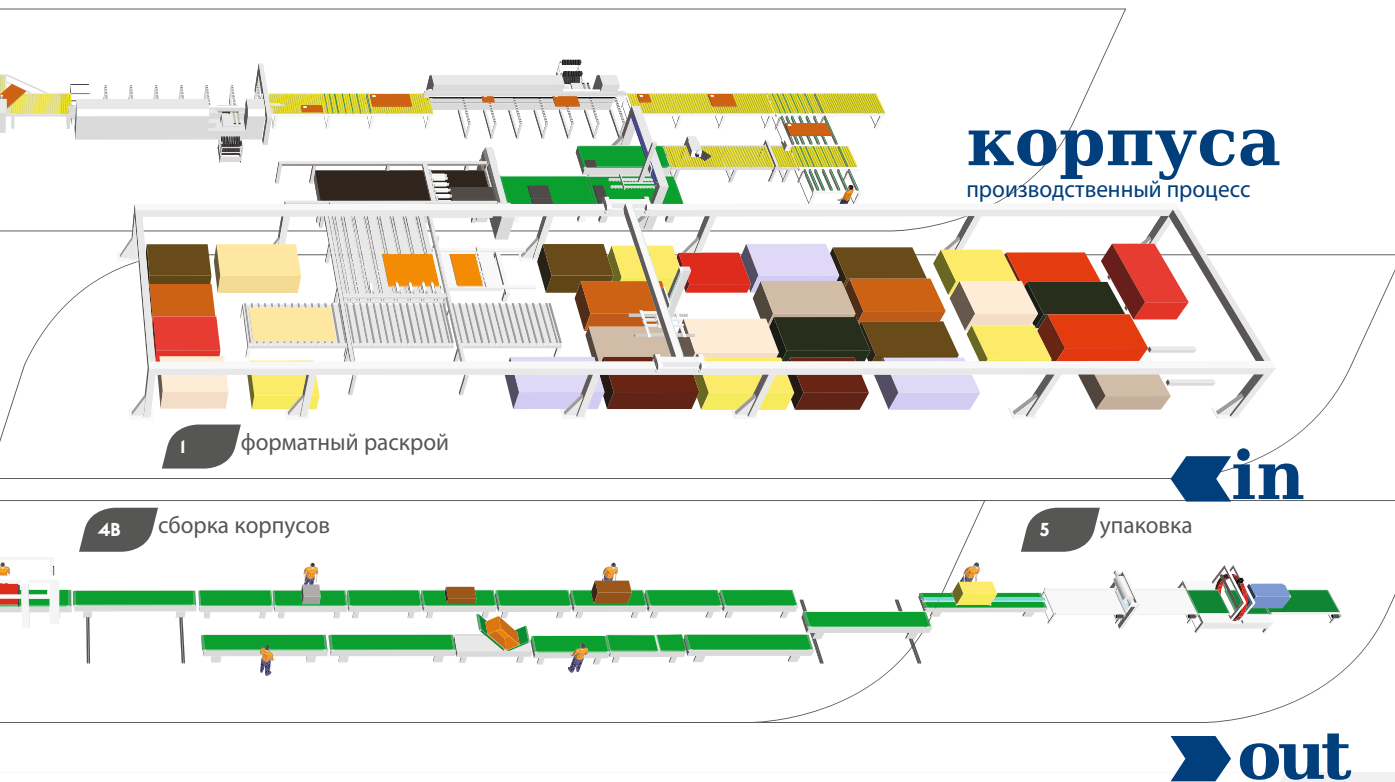 корпуса
производственный процесс
1 форматный раскрой
in
4B сборка корпусов
5 упаковка
out